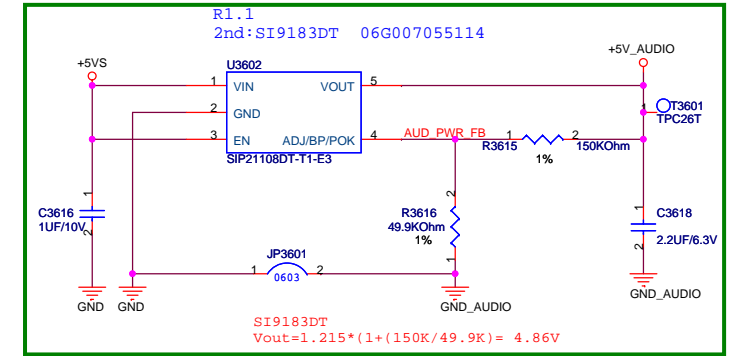 R1.1
2nd:SI9183DT 06G007055114
+5VS
U3602
+5V_AUDIO
1 VIN VOUT 5
2 GND
3 EN ADJ/BP/POK 4
SIP21108DT-T1-E3
AUD_PWR_FB
1 R3615 2 150KOhm
1%
1 T3601
TPC26T
1
C3616
1UF/10V
2
2
R3616
49.9KOhm
1%
1
1
C3618
2.2UF/6.3V
2
JP3601
1 2
0603
GND GND GND_AUDIO GND_AUDIO
SI9183DT
Vout=1.215*(1+(150K/49.9K)= 4.86V